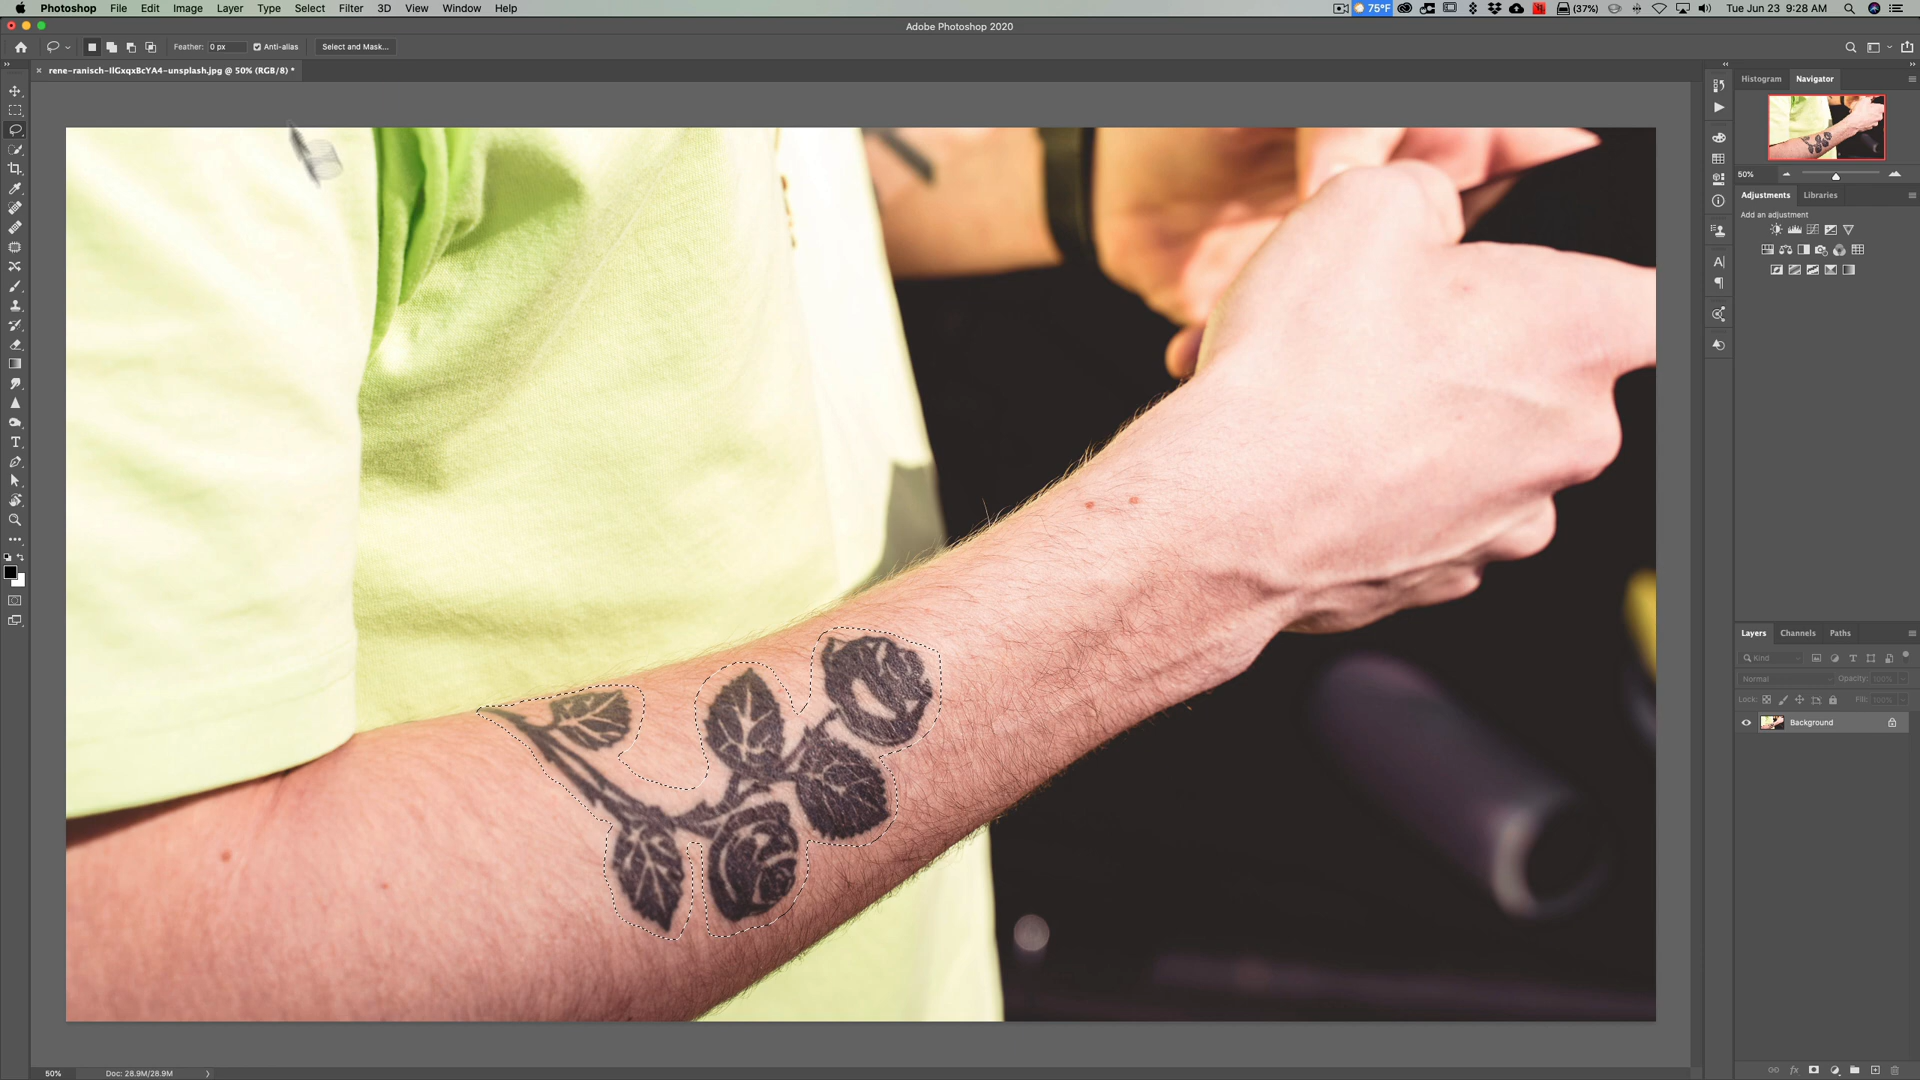 Photoshop File Edit Image Layer Type Select Filter 3D View Window Help 75°F (37%) Tue Jun 23 9:28 AM
Adobe Photoshop 2020
Feather: 0 px Anti-alias Select and Mask...
× rene-ranisch-IlGxqxBcYA4-unsplash.jpg @ 50% (RGB/8) *
Histogram Navigator
50%
Adjustments Libraries
Add an adjustment
Layers Channels Paths
Kind
Normal Opacity: 100%
Lock: Fill: 100%
Background
50% Doc: 28.9M/28.9M